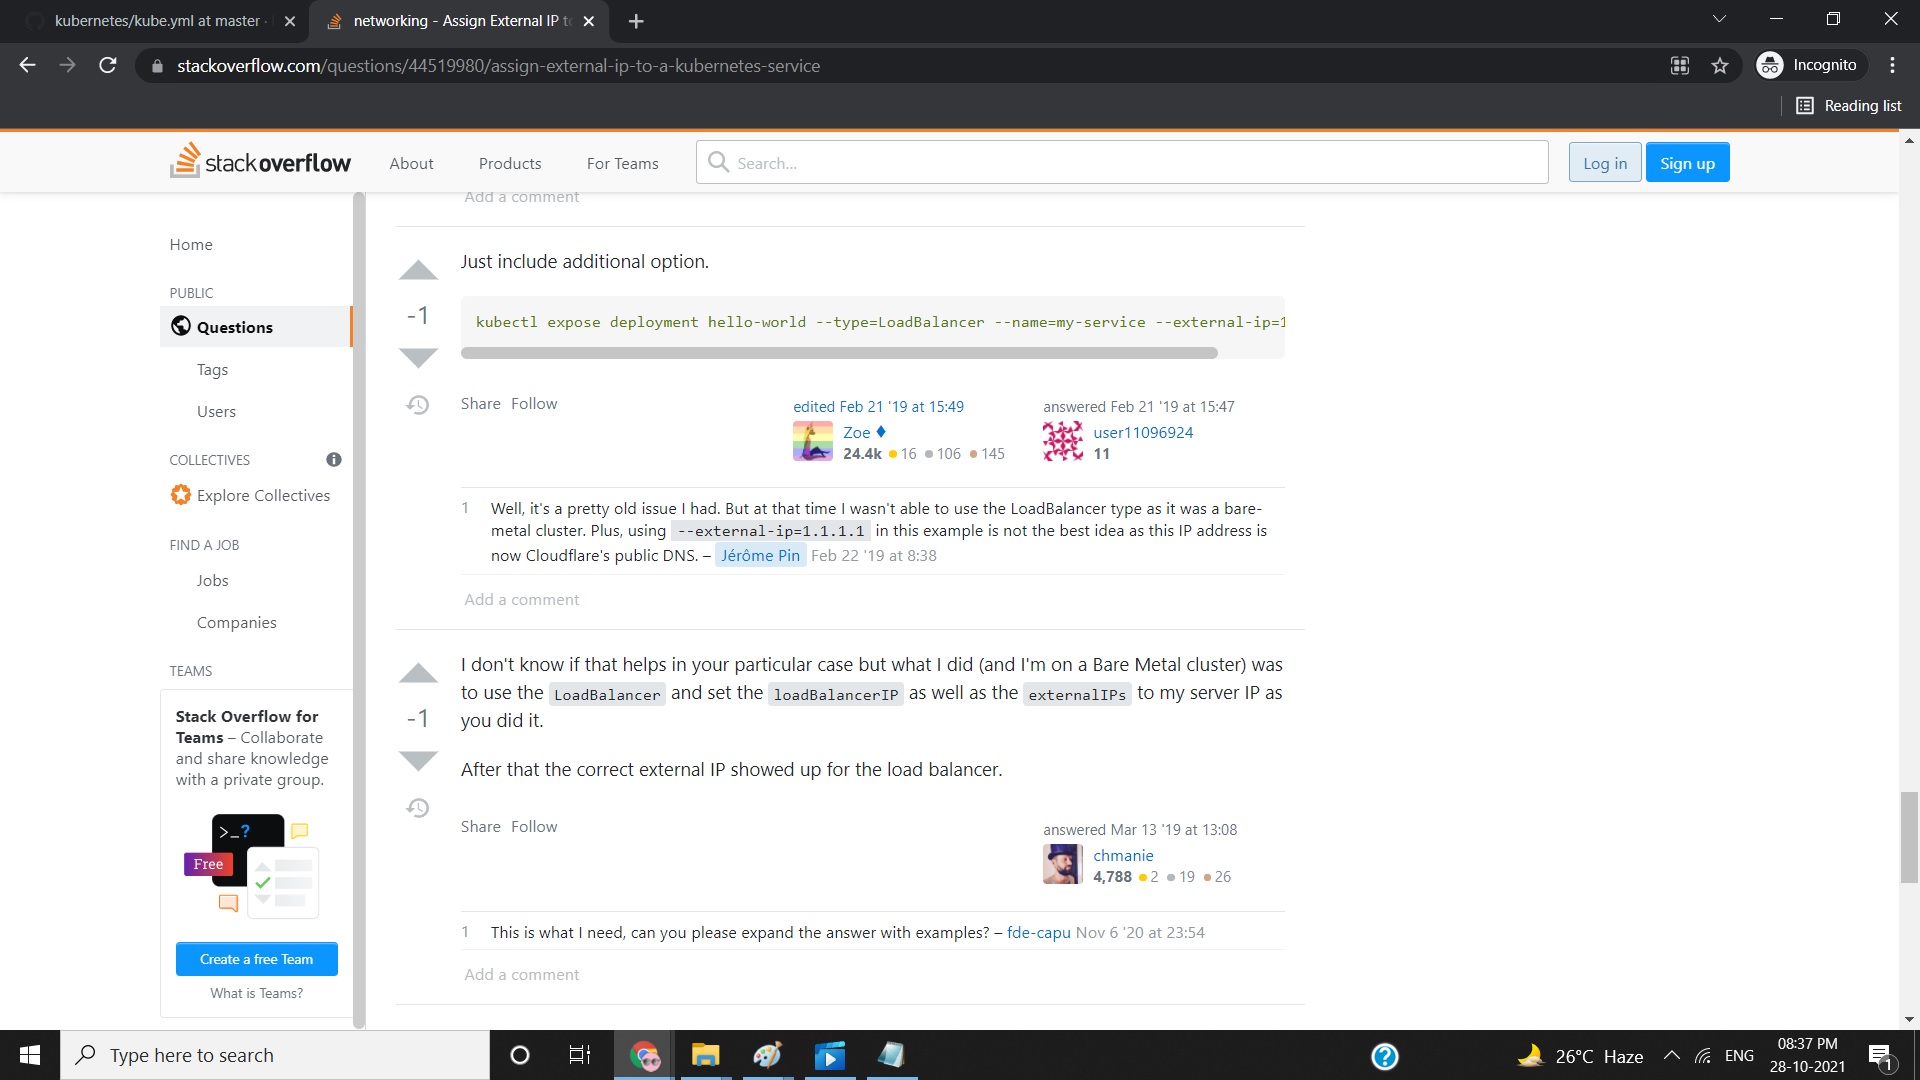 kubernetes/kube.yml at master ·
networking - Assign External IP to
stackoverflow.com/questions/44519980/assign-external-ip-to-a-kubernetes-service
Incognito
Reading list
stackoverflow
About
Products
For Teams
Search...
Log in
Sign up
Add a comment
Home
PUBLIC
Questions
Tags
Users
COLLECTIVES
Explore Collectives
FIND A JOB
Jobs
Companies
TEAMS
Stack Overflow for
Teams – Collaborate
and share knowledge
with a private group.
>_?
Free
Create a free Team
What is Teams?
Just include additional option.
-1
kubectl expose deployment hello-world --type=LoadBalancer --name=my-service --external-ip=1
Share Follow
edited Feb 21 '19 at 15:49
Zoe ♦
24.4k 16 106 145
answered Feb 21 '19 at 15:47
user11096924
11
1 Well, it's a pretty old issue I had. But at that time I wasn't able to use the LoadBalancer type as it was a bare-
metal cluster. Plus, using --external-ip=1.1.1.1 in this example is not the best idea as this IP address is
now Cloudflare's public DNS. – Jérôme Pin Feb 22 '19 at 8:38
Add a comment
I don't know if that helps in your particular case but what I did (and I'm on a Bare Metal cluster) was
to use the LoadBalancer and set the loadBalancerIP as well as the externalIPs to my server IP as
you did it.
-1
After that the correct external IP showed up for the load balancer.
Share Follow
answered Mar 13 '19 at 13:08
chmanie
4,788 2 19 26
1 This is what I need, can you please expand the answer with examples? – fde-capu Nov 6 '20 at 23:54
Add a comment
Type here to search
26°C Haze
ENG
08:37 PM
28-10-2021
1